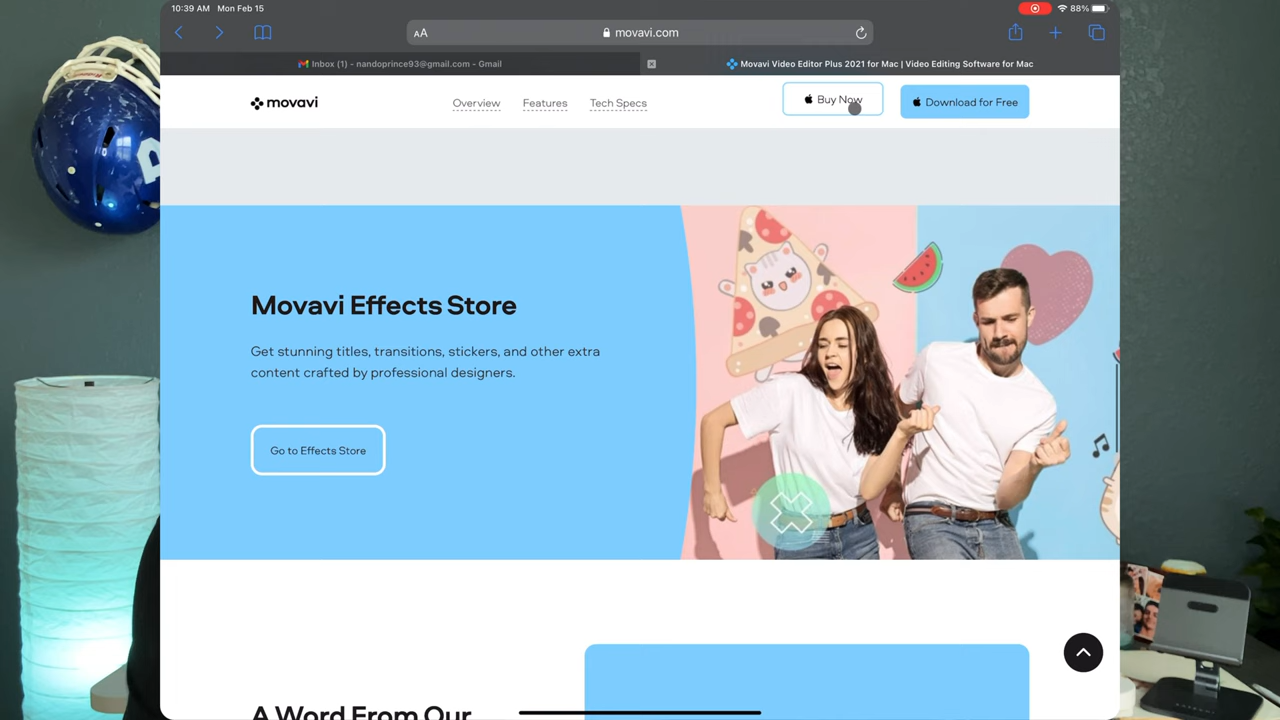 10:39 AM Mon Feb 15
88%
AA
movavi.com
Inbox (1) - nandoprince93@gmail.com - Gmail
Movavi Video Editor Plus 2021 for Mac | Video Editing Software for Mac
movavi
Overview
Features
Tech Specs
Buy Now
Download for Free
Movavi Effects Store
Get stunning titles, transitions, stickers, and other extra
content crafted by professional designers.
Go to Effects Store
A Word From Our